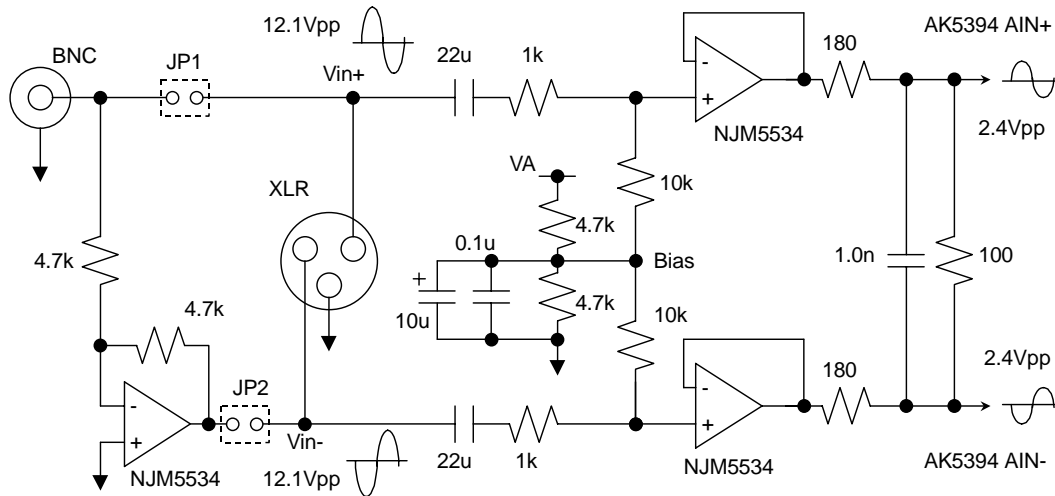 12.1Vpp
BNC
JP1
Vin+
22u
1k
-
+
NJM5534
180
AK5394 AIN+
2.4Vpp
XLR
VA
10k
4.7k
0.1u
Bias
+
10u
4.7k
10k
1.0n
100
4.7k
4.7k
JP2
-
+
NJM5534
Vin-
12.1Vpp
22u
1k
-
+
NJM5534
180
2.4Vpp
AK5394 AIN-